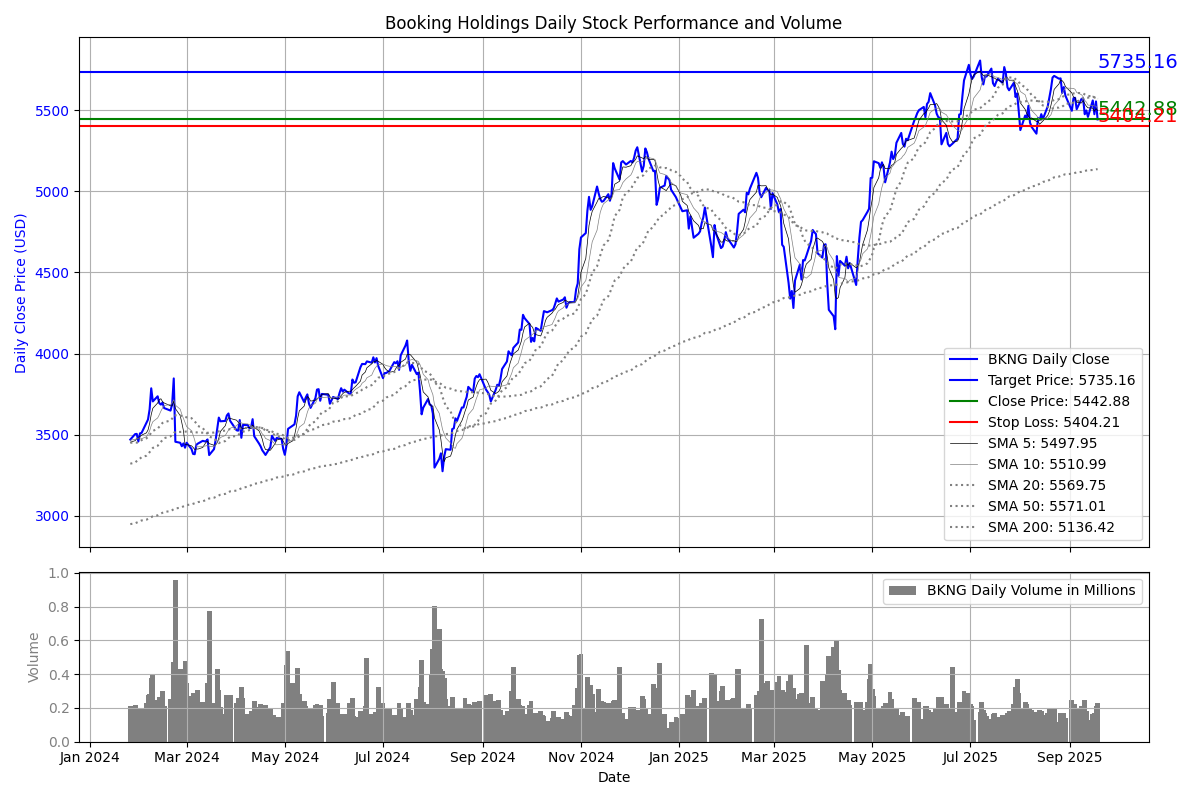 Booking Holdings Daily Stock Performance and Volume
5735.16
5442.88
5404.21
Daily Close Price (USD)
5500
5000
4500
4000
3500
3000
BKNG Daily Close
Target Price: 5735.16
Close Price: 5442.88
Stop Loss: 5404.21
SMA 5: 5497.95
SMA 10: 5510.99
SMA 20: 5569.75
SMA 50: 5571.01
SMA 200: 5136.42
Volume
1.0
0.8
0.6
0.4
0.2
0.0
BKNG Daily Volume in Millions
Jan 2024 Mar 2024 May 2024 Jul 2024 Sep 2024 Nov 2024 Jan 2025 Mar 2025 May 2025 Jul 2025 Sep 2025
Date